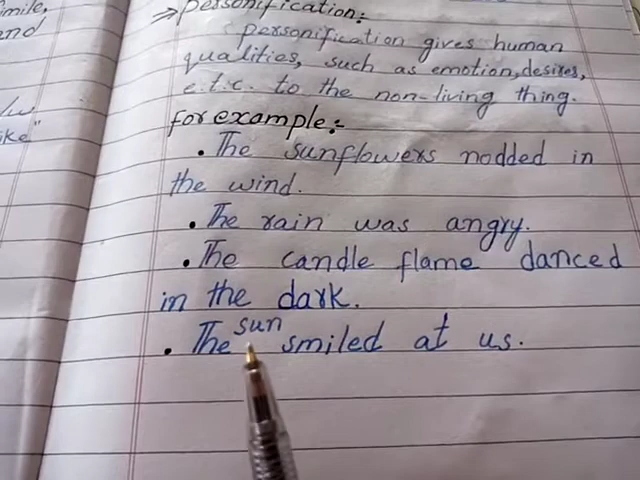 imile,
⇒ personification:-
personification gives human
qualities, such as emotion, desires,
e.t.c. to the non-living thing.
ike"
for example:-
. The sunflowers nodded in
the wind.
. The rain was angry.
. The candle flame danced
in the dark.
. The sun smiled at us.